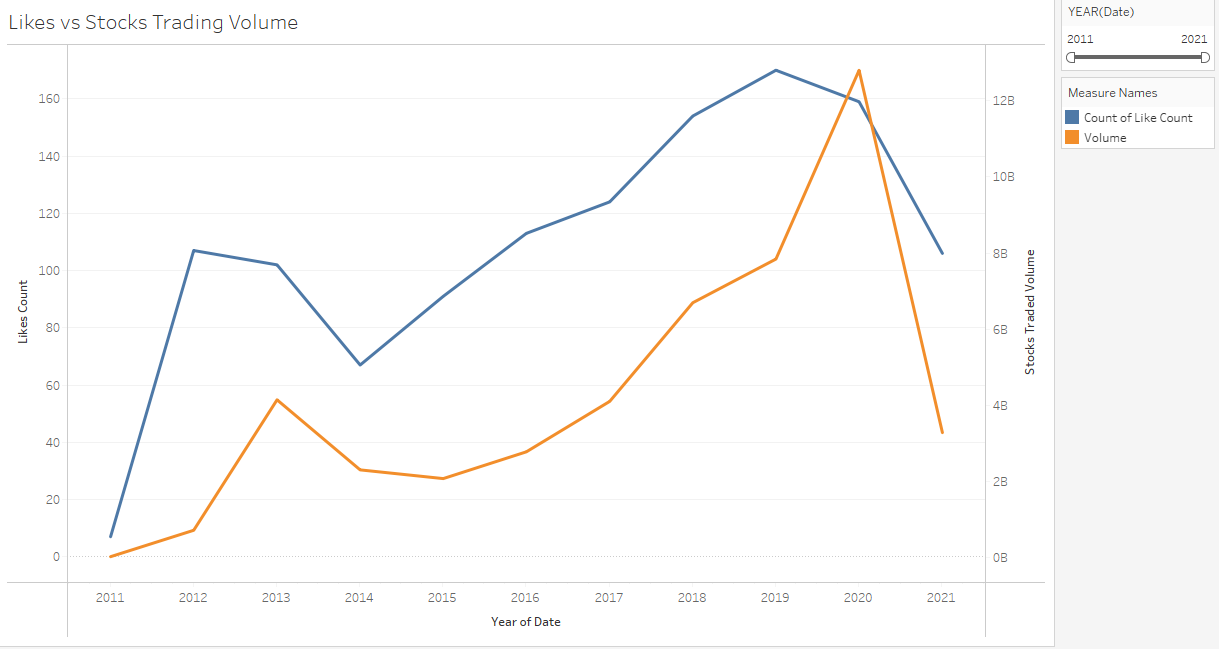 Likes vs Stocks Trading Volume
160
140
120
100
80
60
40
20
0
Likes Count
12B
10B
8B
6B
4B
2B
0B
Stocks Traded Volume
2011 2012 2013 2014 2015 2016 2017 2018 2019 2020 2021
Year of Date
YEAR(Date)
2011 2021
Measure Names
Count of Like Count
Volume